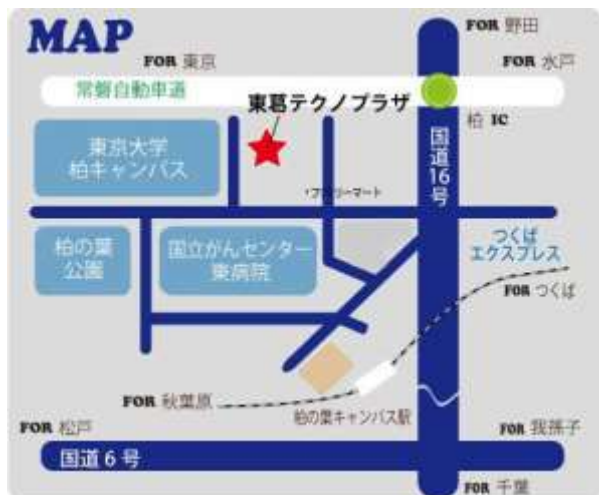 MAP
FOR 野田
FOR 東京
FOR 水戸
常磐自動車道
東葛テクノプラザ
柏 IC
東京大学
柏キャンパス
国道16号
ファミリーマート
柏の葉
公園
国立がんセンター
東病院
つくば
エクスプレス
FOR つくば
FOR 秋葉原
柏の葉キャンパス駅
FOR 松戸
FOR 我孫子
国道6号
FOR 千葉